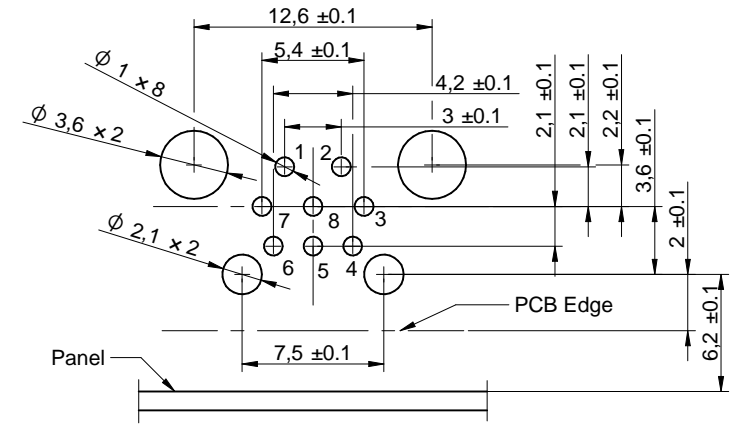 12,6 ±0.1
5,4 ±0.1
4,2 ±0.1
3 ±0.1
ϕ 1 × 8
ϕ 3,6 × 2
ϕ 2,1 × 2
2,1 ±0.1
2,1 ±0.1
2,2 ±0.1
3,6 ±0.1
2 ±0.1
6,2 ±0.1
1 2
7 8 3
6 5 4
PCB Edge
7,5 ±0.1
Panel